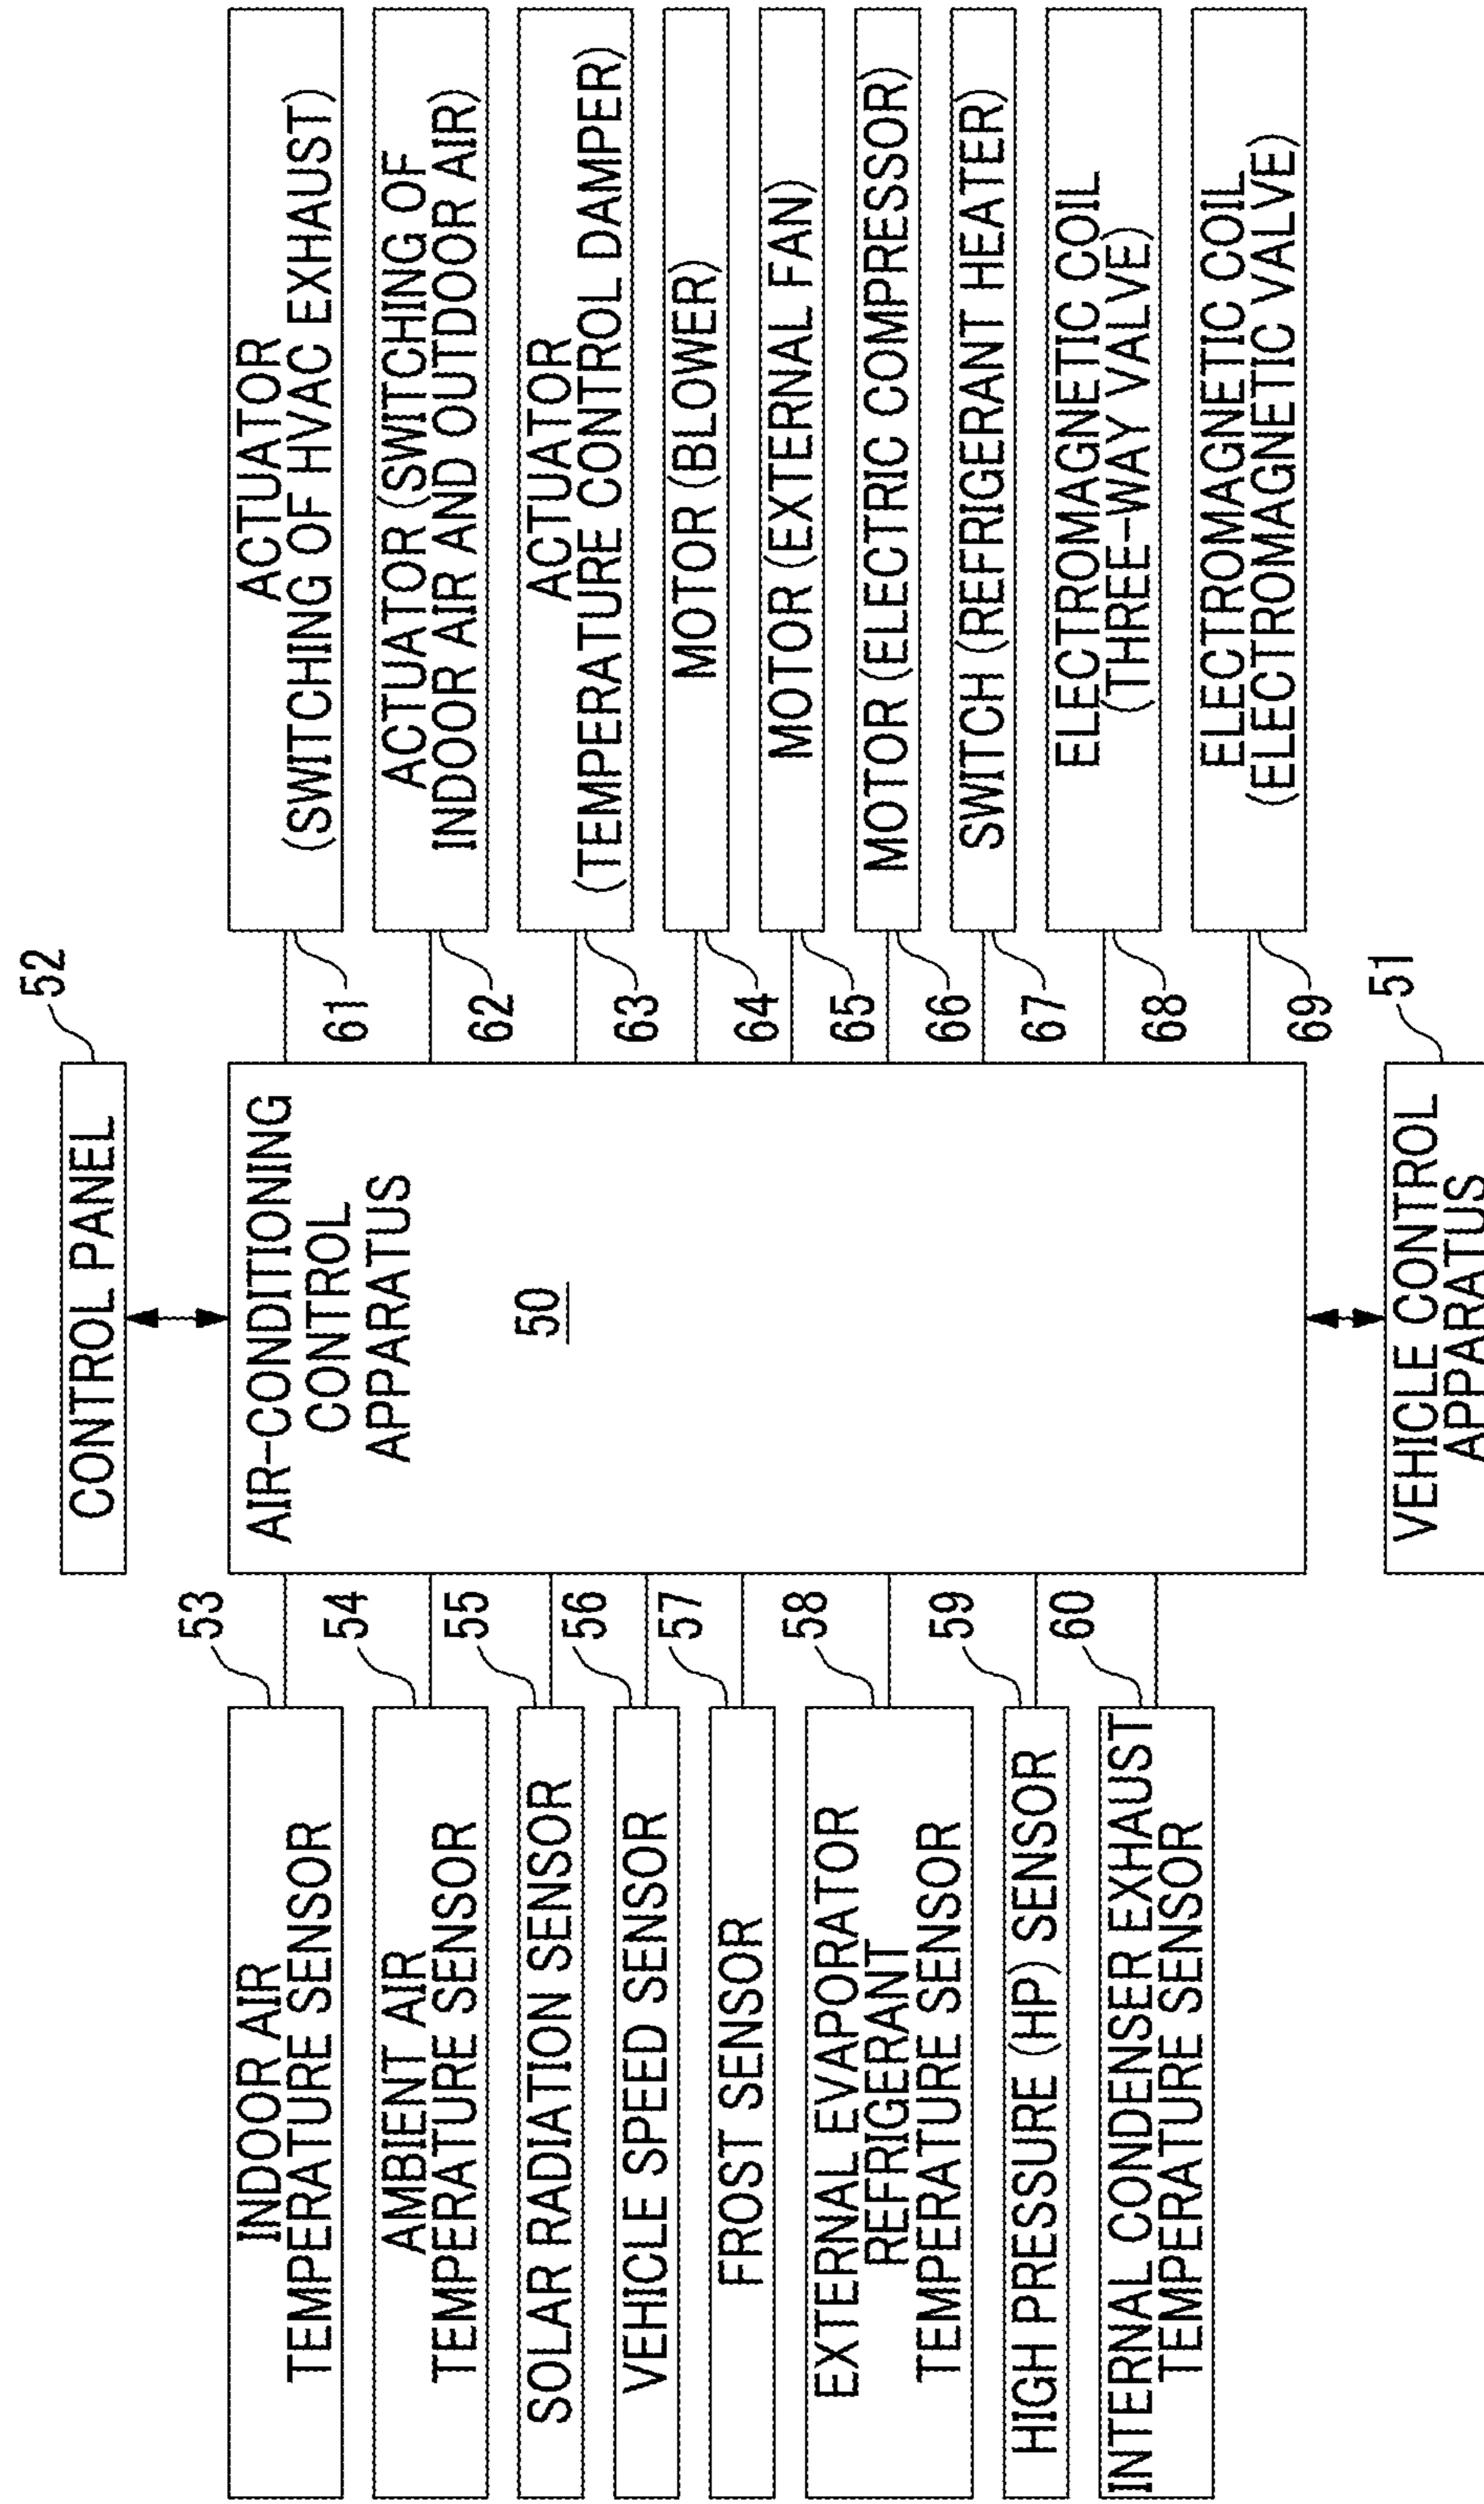 CONTROL PANEL
52
53
INDOOR AIR
TEMPERATURE SENSOR
54
AMBIENT AIR
TEMPERATURE SENSOR
55
SOLAR RADIATION SENSOR
56
VEHICLE SPEED SENSOR
57
FROST SENSOR
58
EXTERNAL EVAPORATOR
REFRIGERANT
TEMPERATURE SENSOR
59
HIGH PRESSURE (HP) SENSOR
60
INTERNAL CONDENSER EXHAUST
TEMPERATURE SENSOR
AIR-CONDITIONING
CONTROL
APPARATUS
50
ACTUATOR
(SWITCHING OF HVAC EXHAUST)
61
ACTUATOR (SWITCHING OF
INDOOR AIR AND OUTDOOR AIR)
62
ACTUATOR
(TEMPERATURE CONTROL DAMPER)
63
MOTOR (BLOWER)
64
MOTOR (EXTERNAL FAN)
65
MOTOR (ELECTRIC COMPRESSOR)
66
SWITCH (REFRIGERANT HEATER)
67
ELECTROMAGNETIC COIL
(THREE-WAY VALVE)
68
ELECTROMAGNETIC COIL
(ELECTROMAGNETIC VALVE)
69
VEHICLE CONTROL
APPARATUS
51